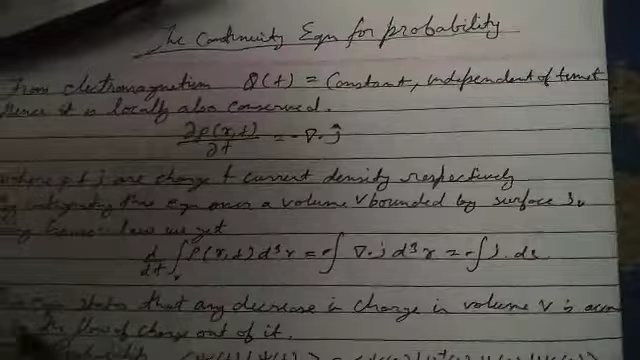 The Continuity Eqn for probability
From electromagnetism Q(t) = Constant, independent of time t
Hence it is locally also conserved.
∂ρ(r,t)/∂t = -∇·j
where ρ & j are charge & current density respectively
By integrating this eqn over a volume V bounded by surface Sv
law we get
d/dt ∫v ρ(r,t) d³r = -∫ ∇·j d³r = -∫ j·ds
states that any decrease in charge in volume V is
the flow of charge out of it.